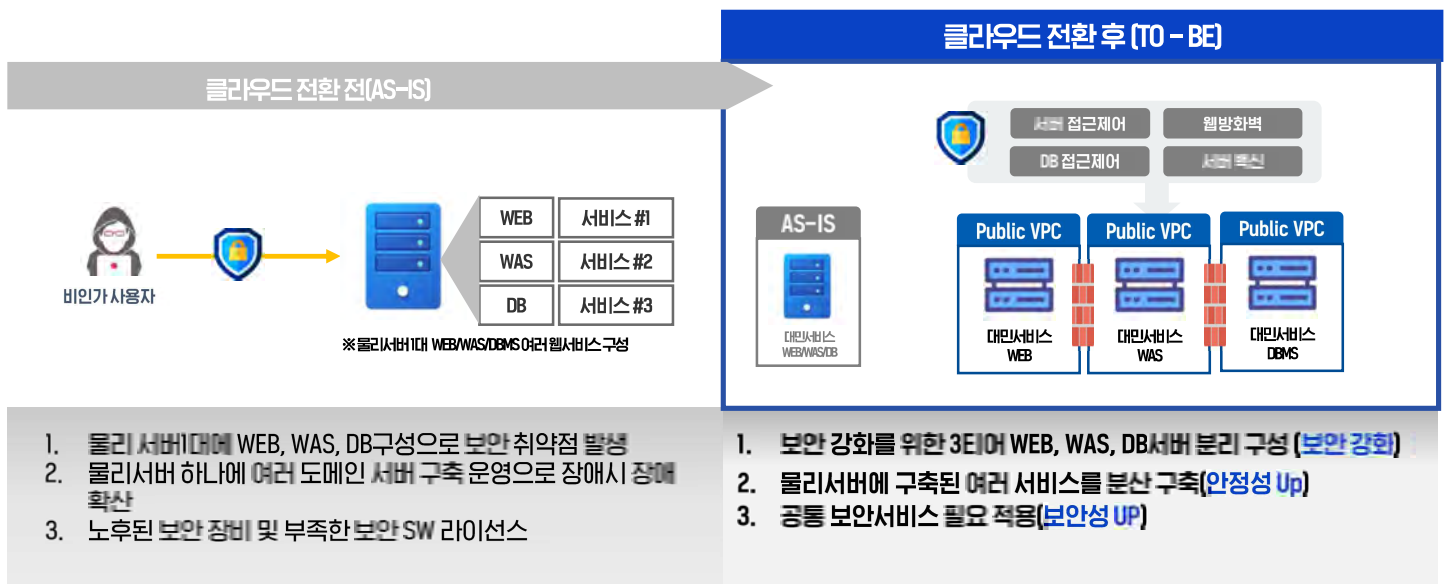 클라우드 전환 전(AS-IS)
비인가 사용자
WEB 서비스 #1
WAS 서비스 #2
DB 서비스 #3
※ 물리서버 1대 WEB/WAS/DBMS 여러 웹서비스 구성
1. 물리 서버1대에 WEB, WAS, DB구성으로 보안 취약점 발생
2. 물리서버 하나에 여러 도메인 서버 구축 운영으로 장애시 장애
확산
3. 노후된 보안 장비 및 부족한 보안 SW 라이선스
클라우드 전환 후 (TO - BE)
서버 접근제어 웹방화벽
DB 접근제어 서버 백신
AS-IS
대민서비스
WEB/WAS/DB
Public VPC
대민서비스
WEB
Public VPC
대민서비스
WAS
Public VPC
대민서비스
DBMS
1. 보안 강화를 위한 3티어 WEB, WAS, DB서버 분리 구성 (보안 강화)
2. 물리서버에 구축된 여러 서비스를 분산 구축(안정성 Up)
3. 공통 보안서비스 필요 적용(보안성 UP)